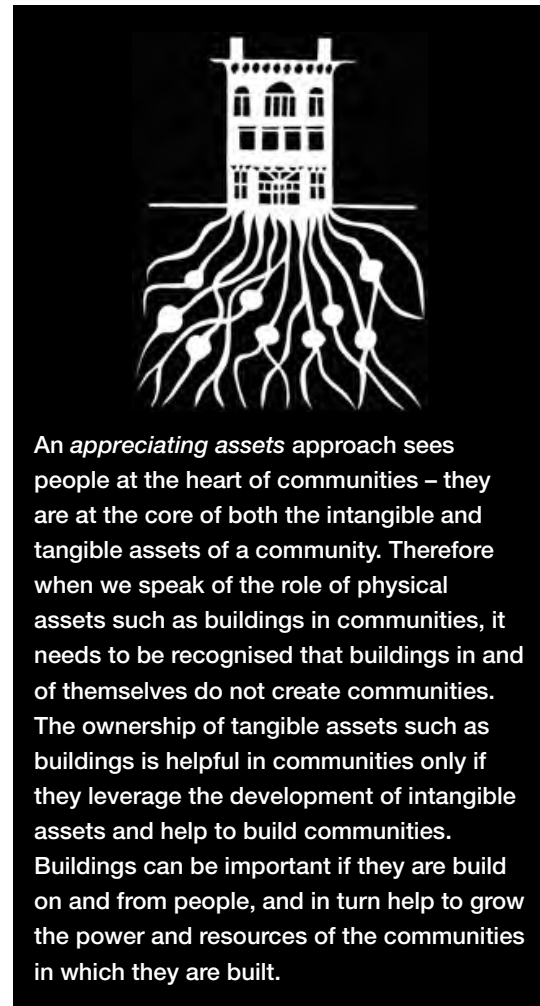 An appreciating assets approach sees
people at the heart of communities – they
are at the core of both the intangible and
tangible assets of a community. Therefore
when we speak of the role of physical
assets such as buildings in communities, it
needs to be recognised that buildings in and
of themselves do not create communities.
The ownership of tangible assets such as
buildings is helpful in communities only if
they leverage the development of intangible
assets and help to build communities.
Buildings can be important if they are build
on and from people, and in turn help to grow
the power and resources of the communities
in which they are built.